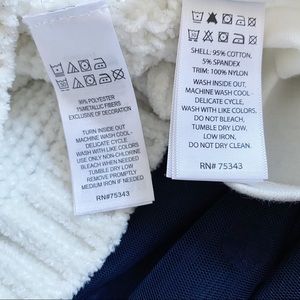 99% POLYESTER
1% METALLIC FIBERS
EXCLUSIVE OF DECORATION
TURN INSIDE OUT
MACHINE WASH COOL -
DELICATE CYCLE
WASH WITH LIKE COLORS
USE ONLY NON CHLORINE
BLEACH WHEN NEEDED
TUMBLE DRY LOW
REMOVE PROMPTLY
MEDIUM IRON IF NEEDED
RN#75343
SHELL: 95% COTTON,
5% SPANDEX
TRIM: 100% NYLON
WASH INSIDE OUT,
MACHINE WASH COOL -
DELICATE CYCLE,
WASH WITH LIKE COLORS,
DO NOT BLEACH,
TUMBLE DRY LOW,
LOW IRON,
DO NOT DRY CLEAN.
RN# 75343